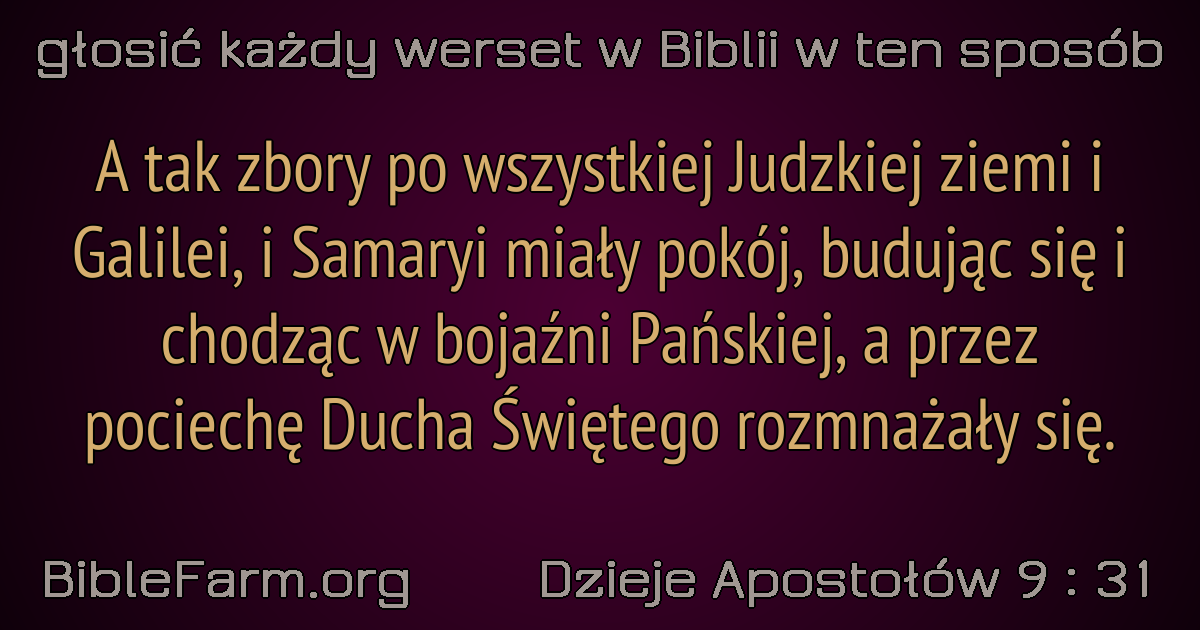 głosić każdy werset w Biblii w ten sposób
A tak zbory po wszystkiej Judzkiej ziemi i
Galilei, i Samaryi miały pokój, budując się i
chodząc w bojaźni Pańskiej, a przez
pociechę Ducha Świętego rozmnażały się.
BibleFarm.org Dzieje Apostołów 9 : 31